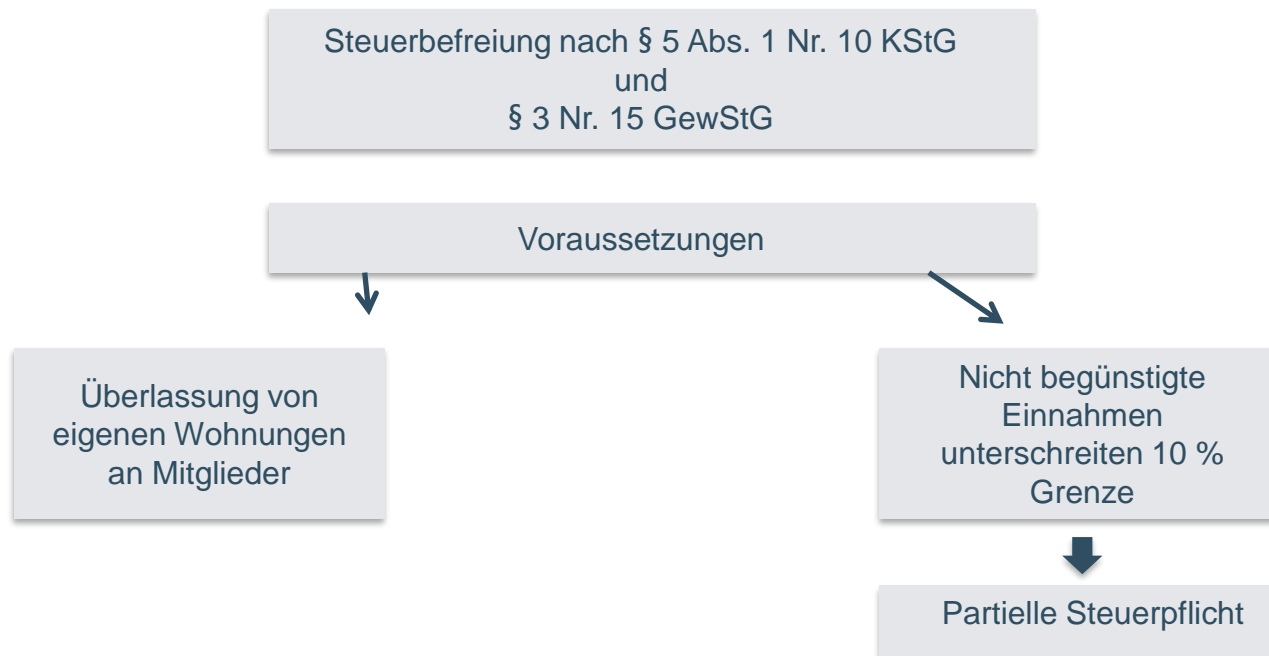 Steuerbefreiung nach § 5 Abs. 1 Nr. 10 KStG
und
§ 3 Nr. 15 GewStG
Voraussetzungen
Überlassung von
eigenen Wohnungen
an Mitglieder
Nicht begünstigte
Einnahmen
unterschreiten 10 %
Grenze
Partielle Steuerpflicht